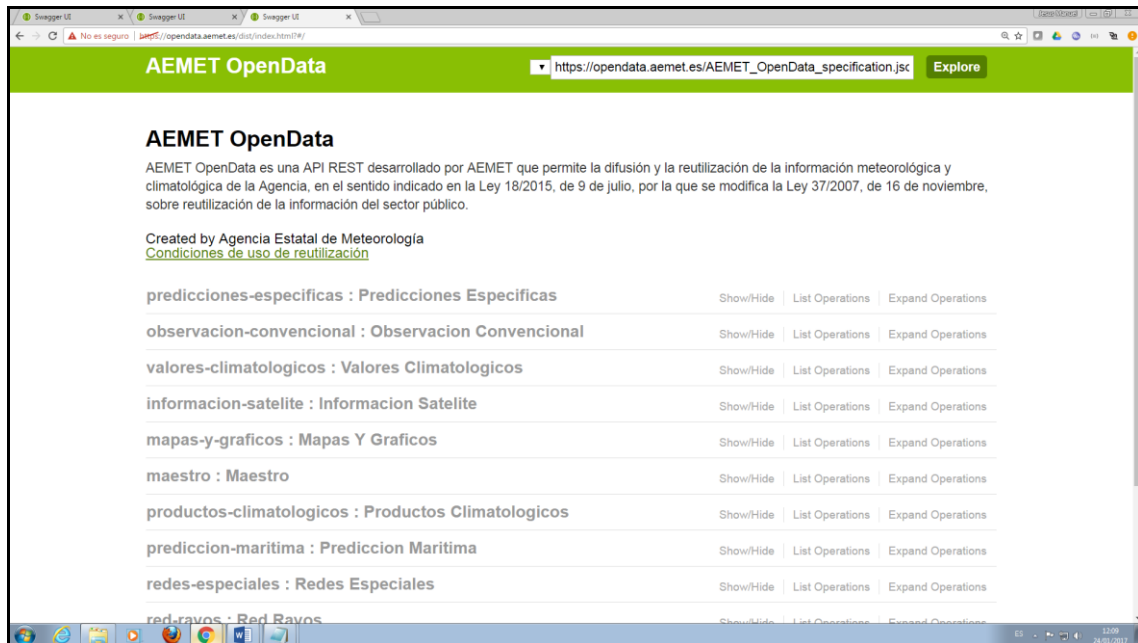 Swagger UI
Swagger UI
Swagger UI
No es seguro | https://opendata.aemet.es/dist/index.html?#/
AEMET OpenData
https://opendata.aemet.es/AEMET_OpenData_specification.jsc
Explore
AEMET OpenData
AEMET OpenData es una API REST desarrollado por AEMET que permite la difusión y la reutilización de la información meteorológica y
climatológica de la Agencia, en el sentido indicado en la Ley 18/2015, de 9 de julio, por la que se modifica la Ley 37/2007, de 16 de noviembre,
sobre reutilización de la información del sector público.
Created by Agencia Estatal de Meteorología
Condiciones de uso de reutilización
predicciones-especificas : Predicciones Especificas Show/Hide List Operations Expand Operations
observacion-convencional : Observacion Convencional Show/Hide List Operations Expand Operations
valores-climatologicos : Valores Climatologicos Show/Hide List Operations Expand Operations
informacion-satelite : Informacion Satelite Show/Hide List Operations Expand Operations
mapas-y-graficos : Mapas Y Graficos Show/Hide List Operations Expand Operations
maestro : Maestro Show/Hide List Operations Expand Operations
productos-climatologicos : Productos Climatologicos Show/Hide List Operations Expand Operations
prediccion-maritima : Prediccion Maritima Show/Hide List Operations Expand Operations
redes-especiales : Redes Especiales Show/Hide List Operations Expand Operations
red-rayos : Red Rayos Show/Hide List Operations Expand Operations
ES 12:09
24/01/2017